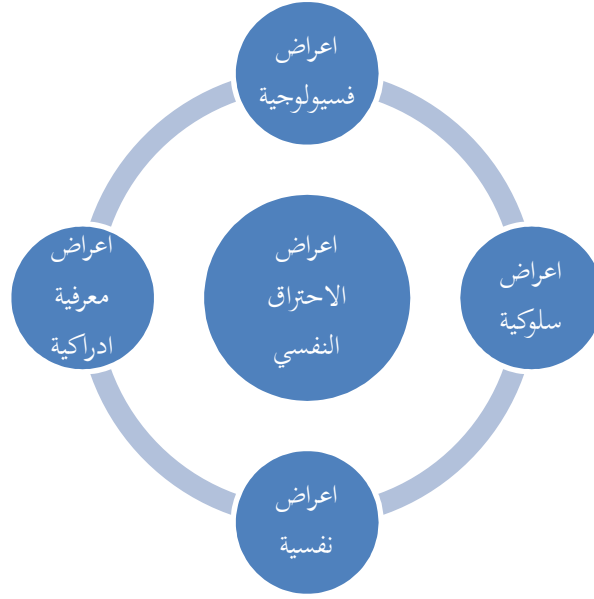 اعراض
فسيولوجية
اعراض
سلوكية
اعراض
نفسية
اعراض
معرفية
ادراكية
اعراض
الاحتراق
النفسي